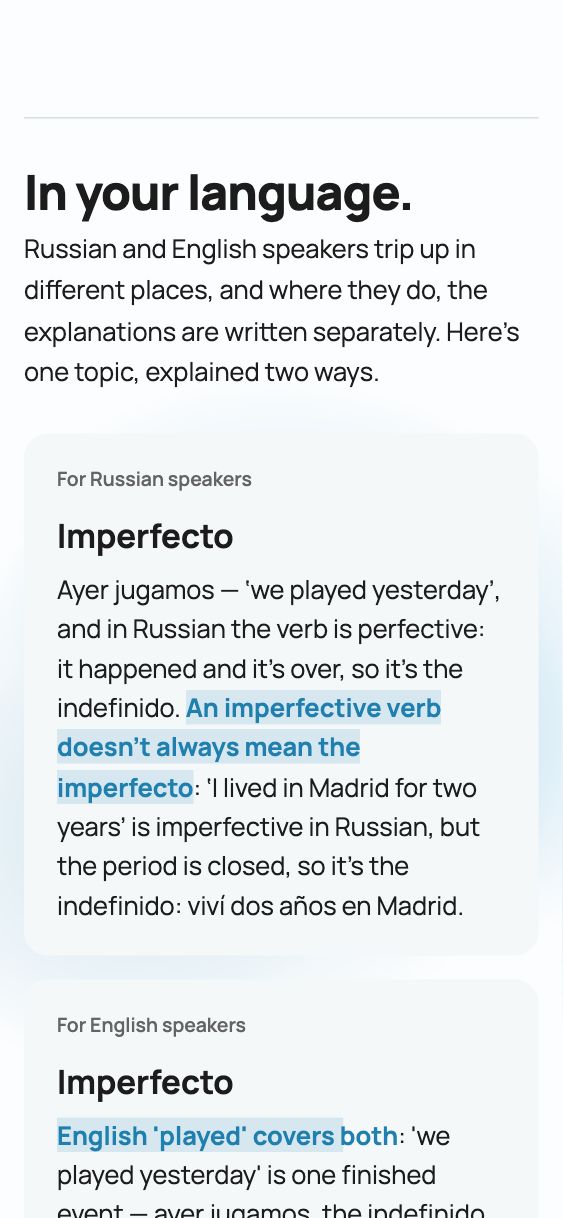 In your language.
Russian and English speakers trip up in
different places, and where they do, the
explanations are written separately. Here’s
one topic, explained two ways.
For Russian speakers
Imperfecto
Ayer jugamos — ‘we played yesterday’,
and in Russian the verb is perfective:
it happened and it’s over, so it’s the
indefinido. An imperfective verb
doesn’t always mean the
imperfecto: ‘I lived in Madrid for two
years’ is imperfective in Russian, but
the period is closed, so it’s the
indefinido: viví dos años en Madrid.
For English speakers
Imperfecto
English 'played' covers both: 'we
played yesterday' is one finished
event — ayer jugamos, the indefinido